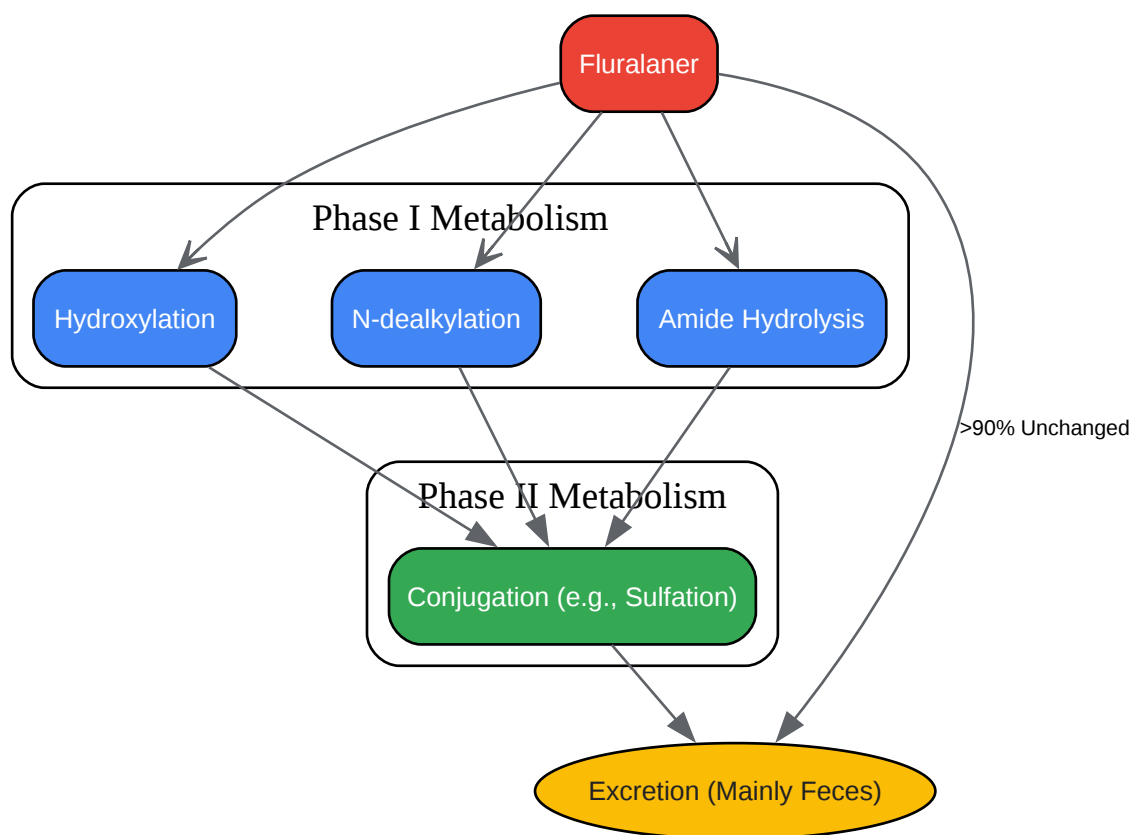 Fluralaner
Phase I Metabolism
Hydroxylation
N-dealkylation
Amide Hydrolysis
>90% Unchanged
Phase II Metabolism
Conjugation (e.g., Sulfation)
Excretion (Mainly Feces)